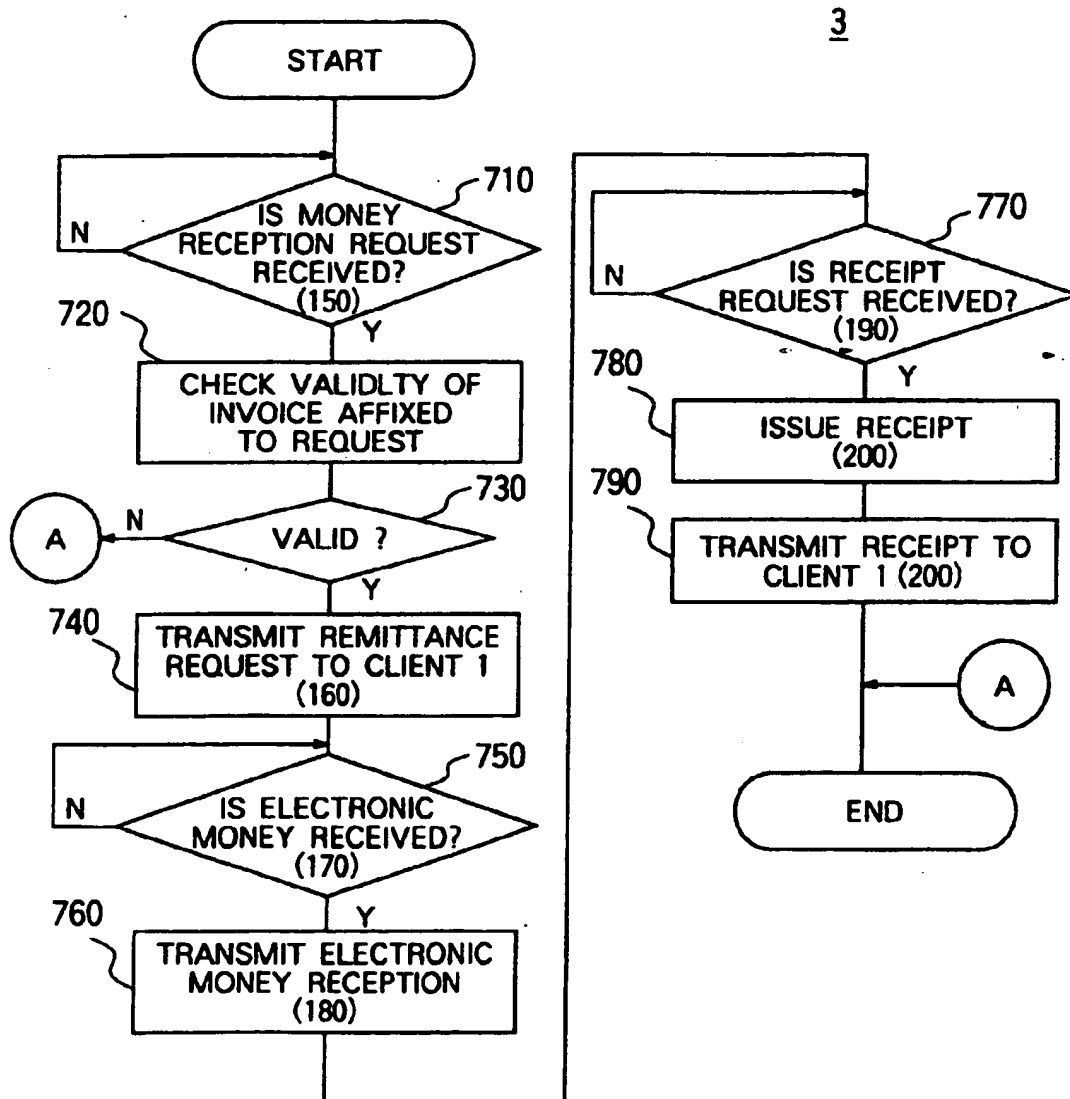 3
START
710
IS MONEY
RECEPTION REQUEST
RECEIVED?
(150)
N
Y
720
CHECK VALIDLTY OF
INVOICE AFFIXED
TO REQUEST
730
VALID ?
N
A
Y
740
TRANSMIT REMITTANCE
REQUEST TO CLIENT 1
(160)
750
IS ELECTRONIC
MONEY RECEIVED?
(170)
N
Y
760
TRANSMIT ELECTRONIC
MONEY RECEPTION
(180)
770
IS RECEIPT
REQUEST RECEIVED?
(190)
N
Y
780
ISSUE RECEIPT
(200)
790
TRANSMIT RECEIPT TO
CLIENT 1 (200)
A
END